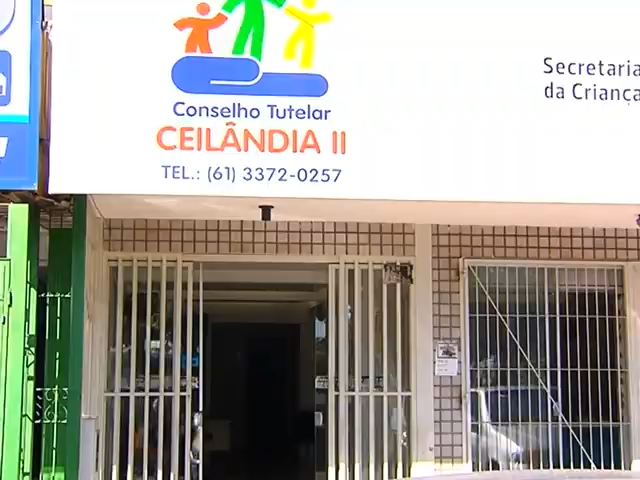 Conselho Tutelar
CEILÂNDIA II
TEL.: (61) 3372-0257
Secretaria
da Criança